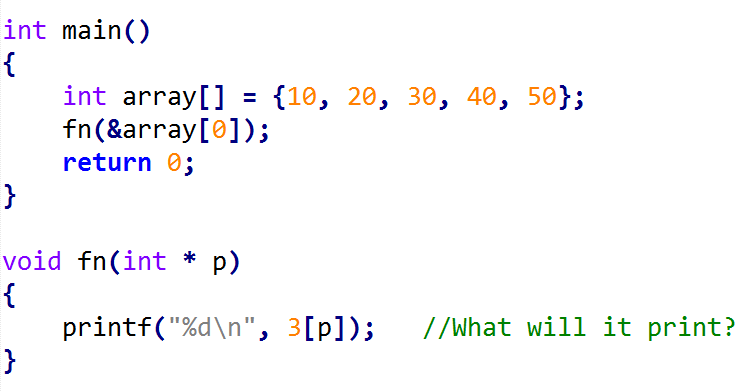 int main()
{
    int array[] = {10, 20, 30, 40, 50};
    fn(&array[0]);
    return 0;
}

void fn(int * p)
{
    printf("%d\n", 3[p]);   //What will it print?
}